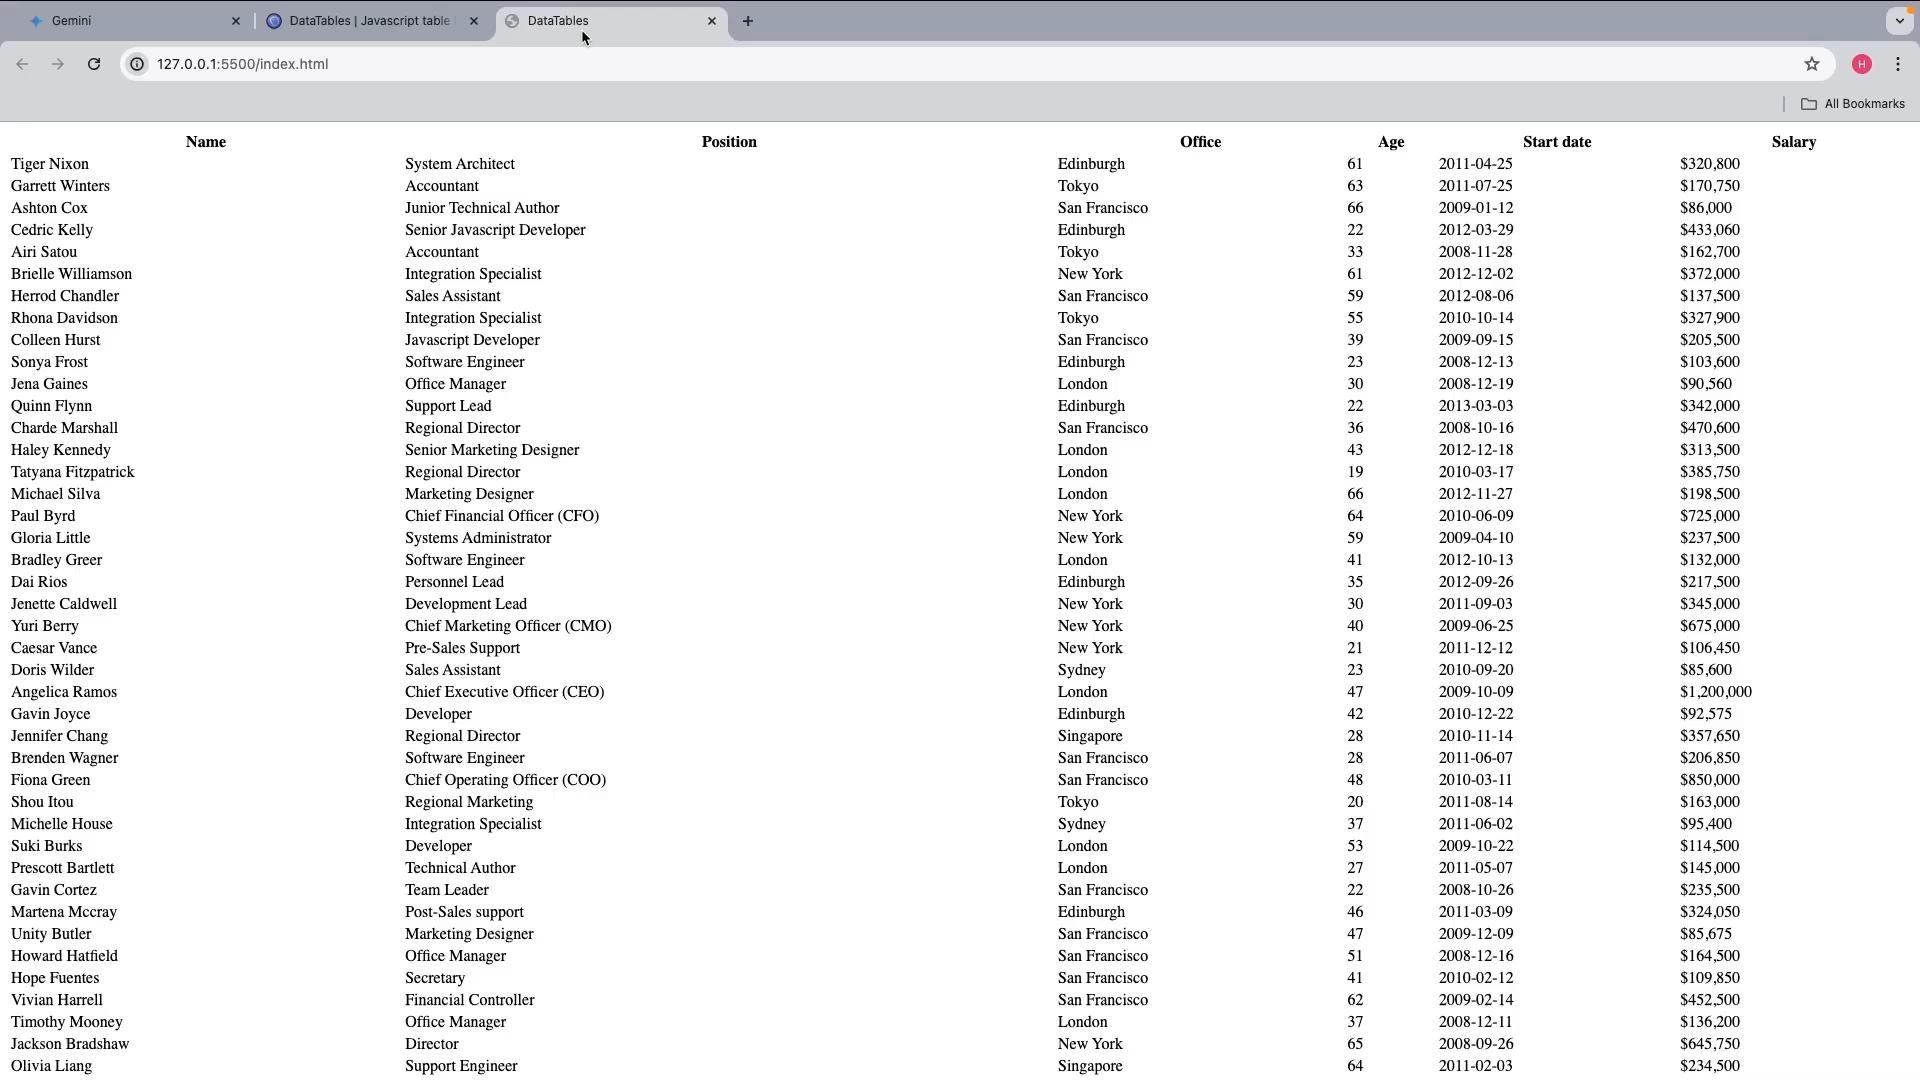 Gemini
DataTables | Javascript table
DataTables
127.0.0.1:5500/index.html
H
All Bookmarks
Name Position Office Age Start date Salary
Tiger Nixon System Architect Edinburgh 61 2011-04-25 $320,800
Garrett Winters Accountant Tokyo 63 2011-07-25 $170,750
Ashton Cox Junior Technical Author San Francisco 66 2009-01-12 $86,000
Cedric Kelly Senior Javascript Developer Edinburgh 22 2012-03-29 $433,060
Airi Satou Accountant Tokyo 33 2008-11-28 $162,700
Brielle Williamson Integration Specialist New York 61 2012-12-02 $372,000
Herrod Chandler Sales Assistant San Francisco 59 2012-08-06 $137,500
Rhona Davidson Integration Specialist Tokyo 55 2010-10-14 $327,900
Colleen Hurst Javascript Developer San Francisco 39 2009-09-15 $205,500
Sonya Frost Software Engineer Edinburgh 23 2008-12-13 $103,600
Jena Gaines Office Manager London 30 2008-12-19 $90,560
Quinn Flynn Support Lead Edinburgh 22 2013-03-03 $342,000
Charde Marshall Regional Director San Francisco 36 2008-10-16 $470,600
Haley Kennedy Senior Marketing Designer London 43 2012-12-18 $313,500
Tatyana Fitzpatrick Regional Director London 19 2010-03-17 $385,750
Michael Silva Marketing Designer London 66 2012-11-27 $198,500
Paul Byrd Chief Financial Officer (CFO) New York 64 2010-06-09 $725,000
Gloria Little Systems Administrator New York 59 2009-04-10 $237,500
Bradley Greer Software Engineer London 41 2012-10-13 $132,000
Dai Rios Personnel Lead Edinburgh 35 2012-09-26 $217,500
Jenette Caldwell Development Lead New York 30 2011-09-03 $345,000
Yuri Berry Chief Marketing Officer (CMO) New York 40 2009-06-25 $675,000
Caesar Vance Pre-Sales Support New York 21 2011-12-12 $106,450
Doris Wilder Sales Assistant Sydney 23 2010-09-20 $85,600
Angelica Ramos Chief Executive Officer (CEO) London 47 2009-10-09 $1,200,000
Gavin Joyce Developer Edinburgh 42 2010-12-22 $92,575
Jennifer Chang Regional Director Singapore 28 2010-11-14 $357,650
Brenden Wagner Software Engineer San Francisco 28 2011-06-07 $206,850
Fiona Green Chief Operating Officer (COO) San Francisco 48 2010-03-11 $850,000
Shou Itou Regional Marketing Tokyo 20 2011-08-14 $163,000
Michelle House Integration Specialist Sydney 37 2011-06-02 $95,400
Suki Burks Developer London 53 2009-10-22 $114,500
Prescott Bartlett Technical Author London 27 2011-05-07 $145,000
Gavin Cortez Team Leader San Francisco 22 2008-10-26 $235,500
Martena Mccray Post-Sales support Edinburgh 46 2011-03-09 $324,050
Unity Butler Marketing Designer San Francisco 47 2009-12-09 $85,675
Howard Hatfield Office Manager San Francisco 51 2008-12-16 $164,500
Hope Fuentes Secretary San Francisco 41 2010-02-12 $109,850
Vivian Harrell Financial Controller San Francisco 62 2009-02-14 $452,500
Timothy Mooney Office Manager London 37 2008-12-11 $136,200
Jackson Bradshaw Director New York 65 2008-09-26 $645,750
Olivia Liang Support Engineer Singapore 64 2011-02-03 $234,500